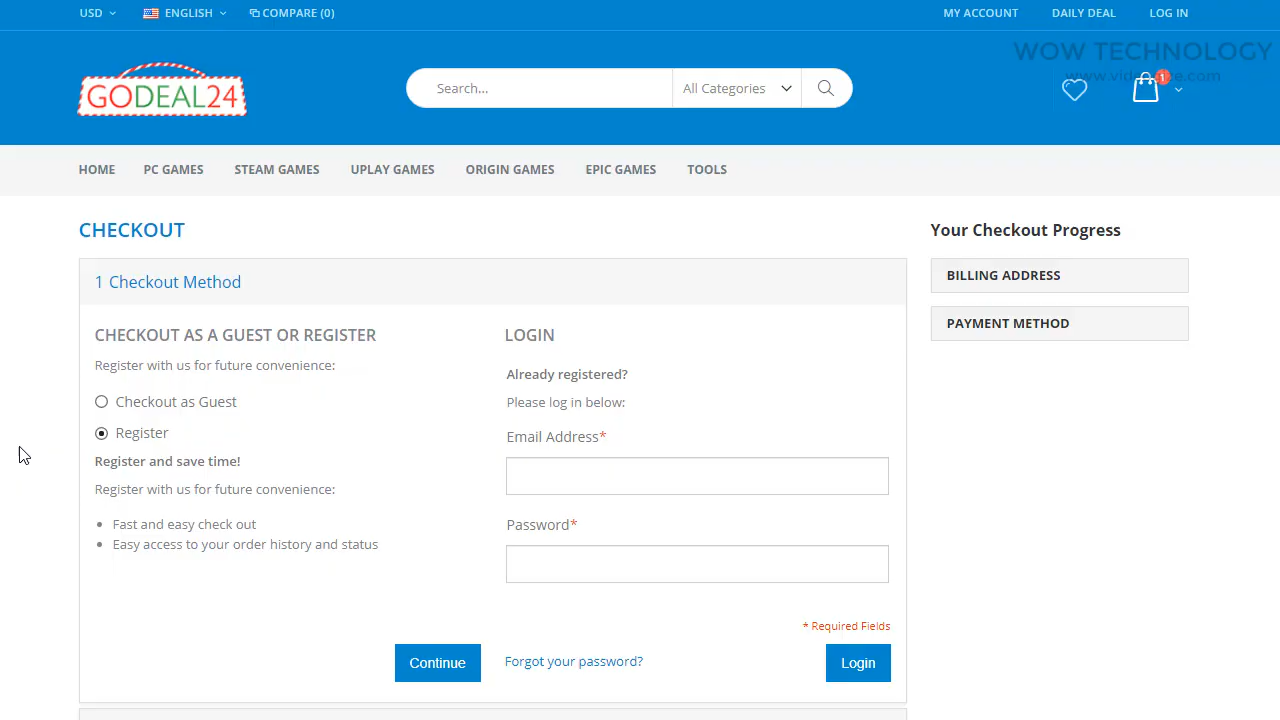 USD ENGLISH COMPARE (0) MY ACCOUNT DAILY DEAL LOG IN
WOW TECHNOLOGY
GODEAL24 Search... All Categories 1
HOME PC GAMES STEAM GAMES UPLAY GAMES ORIGIN GAMES EPIC GAMES TOOLS
CHECKOUT
1 Checkout Method
CHECKOUT AS A GUEST OR REGISTER
Register with us for future convenience:
Checkout as Guest
Register
Register and save time!
Register with us for future convenience:
Fast and easy check out
Easy access to your order history and status
Continue
LOGIN
Already registered?
Please log in below:
Email Address*
Password*
* Required Fields
Forgot your password? Login
Your Checkout Progress
BILLING ADDRESS
PAYMENT METHOD